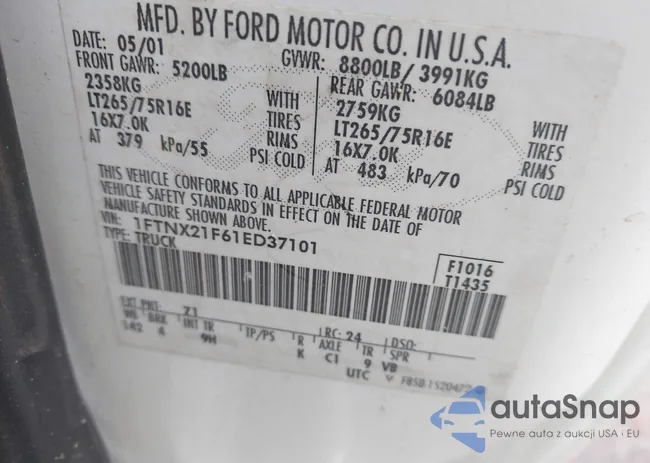 MFD. BY FORD MOTOR CO. IN U.S.A.
DATE: 05/01 GVWR: 8800LB/ 3991KG
FRONT GAWR: 5200LB REAR GAWR: 6084LB
2358KG WITH 2759KG WITH
LT265/75R16E TIRES LT265/75R16E TIRES
16X7.0K RIMS 16X7.0K RIMS
AT 379 kPa/55 PSI COLD AT 483 kPa/70 PSI COLD
THIS VEHICLE CONFORMS TO ALL APPLICABLE FEDERAL MOTOR
VEHICLE SAFETY STANDARDS IN EFFECT ON THE DATE OF
MANUFACTURE SHOWN ABOVE.
VIN: 1FTNX21F61ED37101
TYPE: TRUCK
F1016
T1435
EXT PNT: Z1 RC: 24 DSO:
WB BRK INT TR TP/PS R AXLE TR SPR
142 4 9H K C1 9 VB
UTC
autaSnap
Pewne auta z aukcji USA i EU